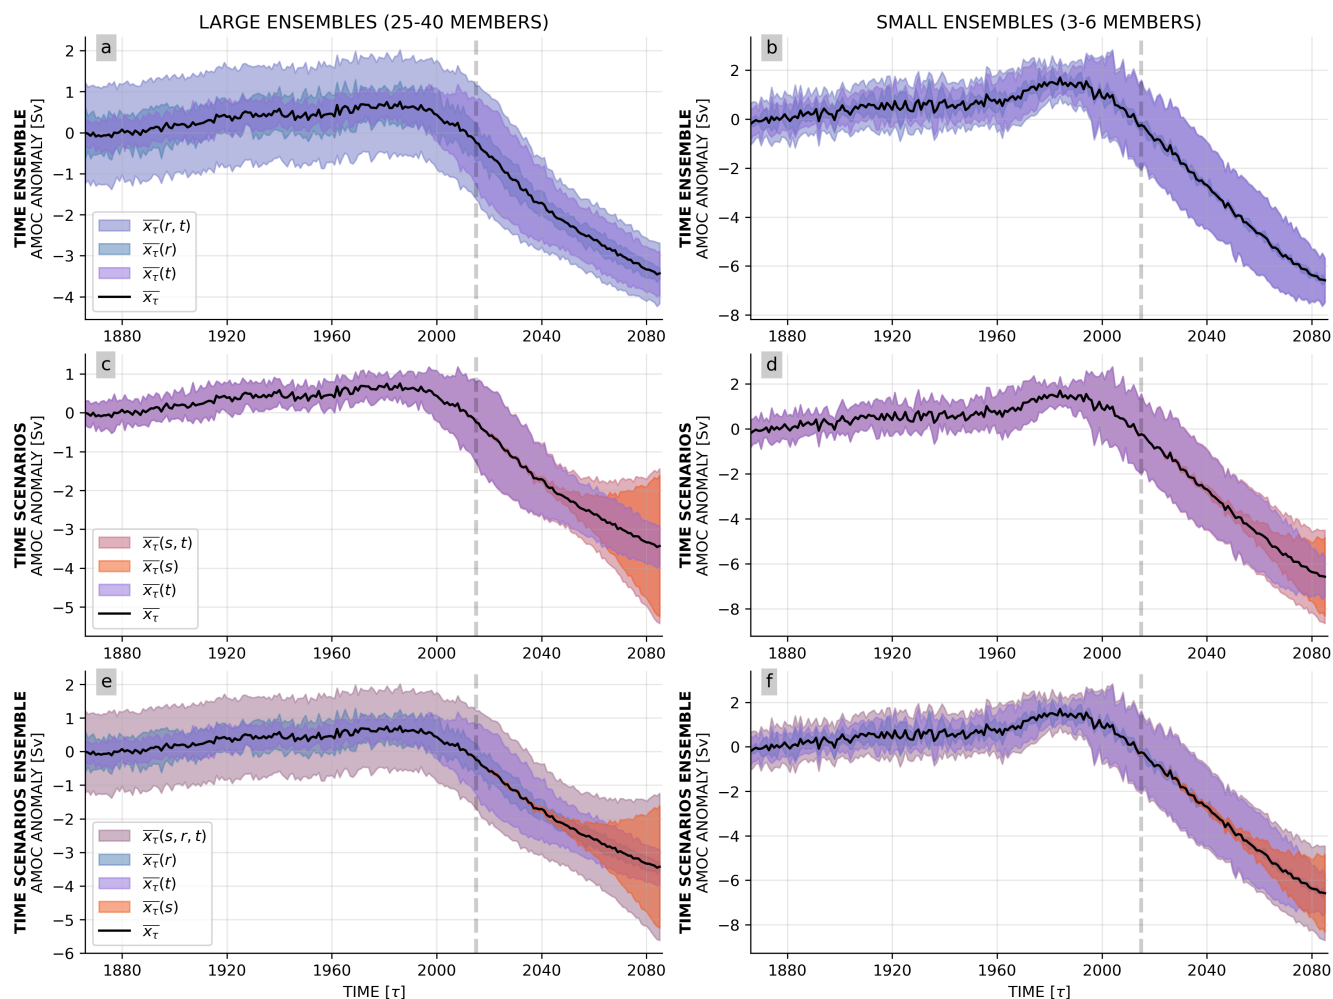 LARGE ENSEMBLES (25-40 MEMBERS)
SMALL ENSEMBLES (3-6 MEMBERS)
a
TIME ENSEMBLE
AMOC ANOMALY [Sv]
2
1
0
−1
−2
−3
−4
x̅τ(r, t)
x̅τ(r)
x̅τ(t)
x̅τ
1880 1920 1960 2000 2040 2080
b
TIME ENSEMBLE
AMOC ANOMALY [Sv]
2
0
−2
−4
−6
−8
1880 1920 1960 2000 2040 2080
c
TIME SCENARIOS
AMOC ANOMALY [Sv]
1
0
−1
−2
−3
−4
−5
x̅τ(s, t)
x̅τ(s)
x̅τ(t)
x̅τ
1880 1920 1960 2000 2040 2080
d
TIME SCENARIOS
AMOC ANOMALY [Sv]
2
0
−2
−4
−6
−8
1880 1920 1960 2000 2040 2080
e
TIME SCENARIOS ENSEMBLE
AMOC ANOMALY [Sv]
2
1
0
−1
−2
−3
−4
−5
−6
x̅τ(s, r, t)
x̅τ(r)
x̅τ(t)
x̅τ(s)
x̅τ
1880 1920 1960 2000 2040 2080
TIME [τ]
f
TIME SCENARIOS ENSEMBLE
AMOC ANOMALY [Sv]
2
0
−2
−4
−6
−8
1880 1920 1960 2000 2040 2080
TIME [τ]